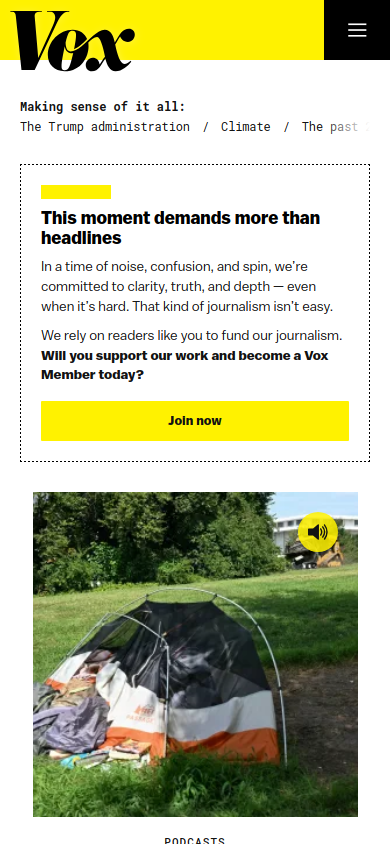 Vox
Making sense of it all:
The Trump administration / Climate / The past
This moment demands more than
headlines
In a time of noise, confusion, and spin, we're
committed to clarity, truth, and depth — even
when it's hard. That kind of journalism isn't easy.
We rely on readers like you to fund our journalism.
Will you support our work and become a Vox
Member today?
Join now
PODCASTS